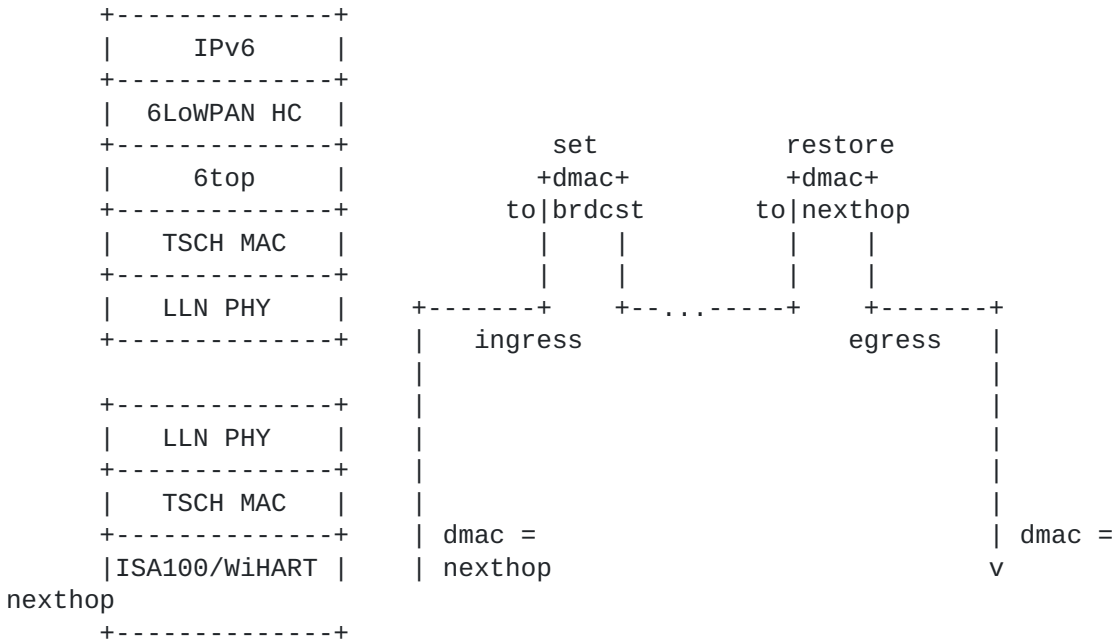 IPv6
6LoWPAN HC
set restore
6top +dmac+ +dmac+
to|brdcst to|nexthop
TSCH MAC
LLN PHY
ingress egress
LLN PHY
TSCH MAC
dmac = dmac =
ISA100/WiHART nexthop v
nexthop